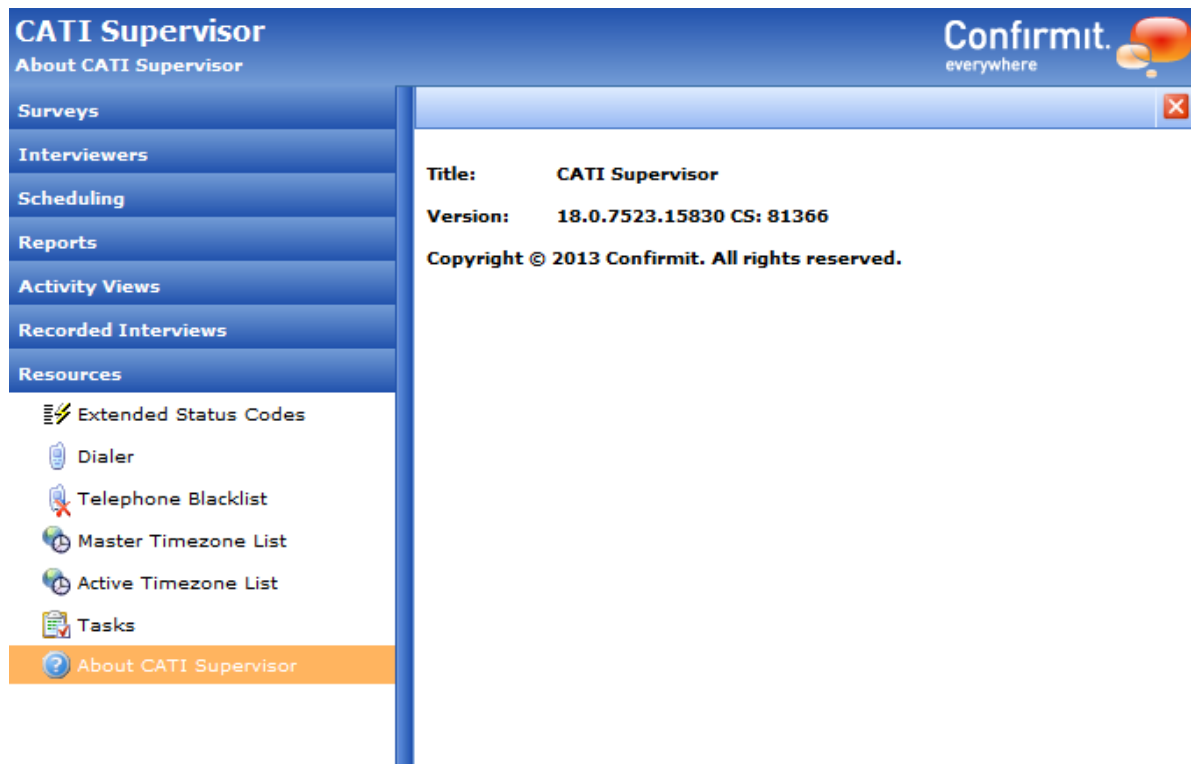 CATI Supervisor
About CATI Supervisor
Confirmit.
everywhere
Surveys
Interviewers
Scheduling
Reports
Activity Views
Recorded Interviews
Resources
Extended Status Codes
Dialer
Telephone Blacklist
Master Timezone List
Active Timezone List
Tasks
About CATI Supervisor
Title: CATI Supervisor
Version: 18.0.7523.15830 CS: 81366
Copyright © 2013 Confirmit. All rights reserved.